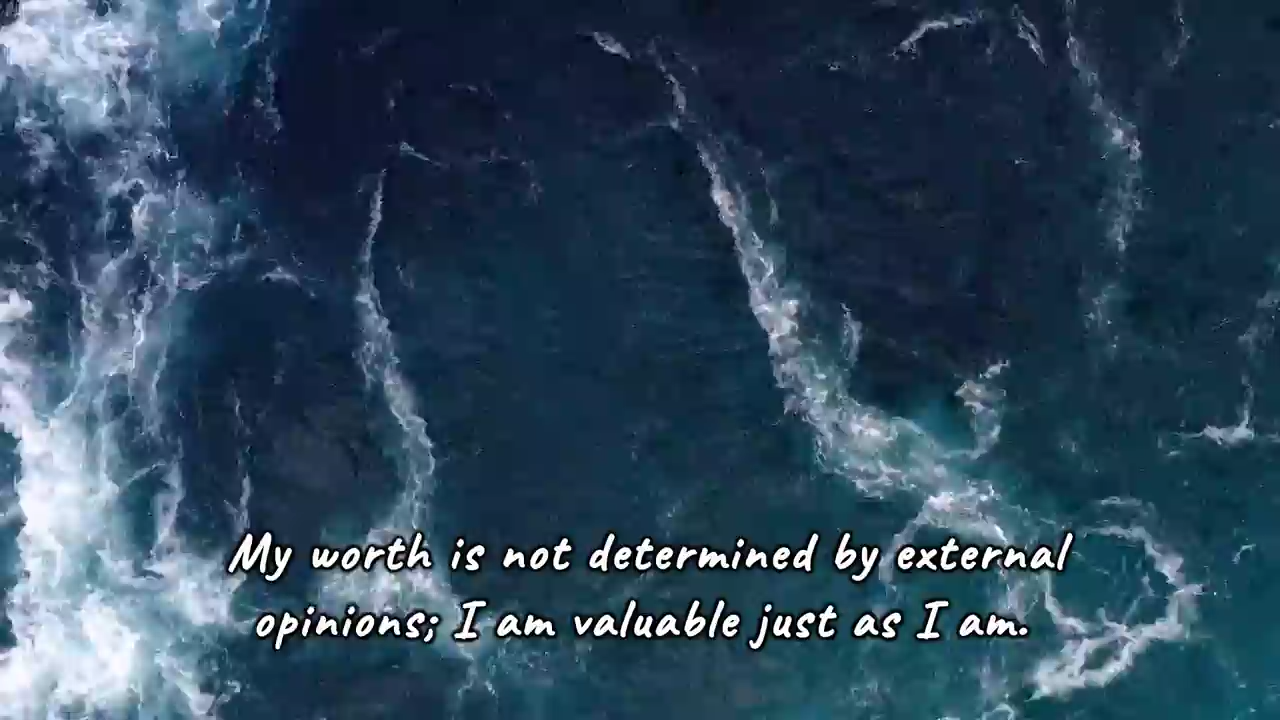 My worth is not determined by external
opinions; I am valuable just as I am.